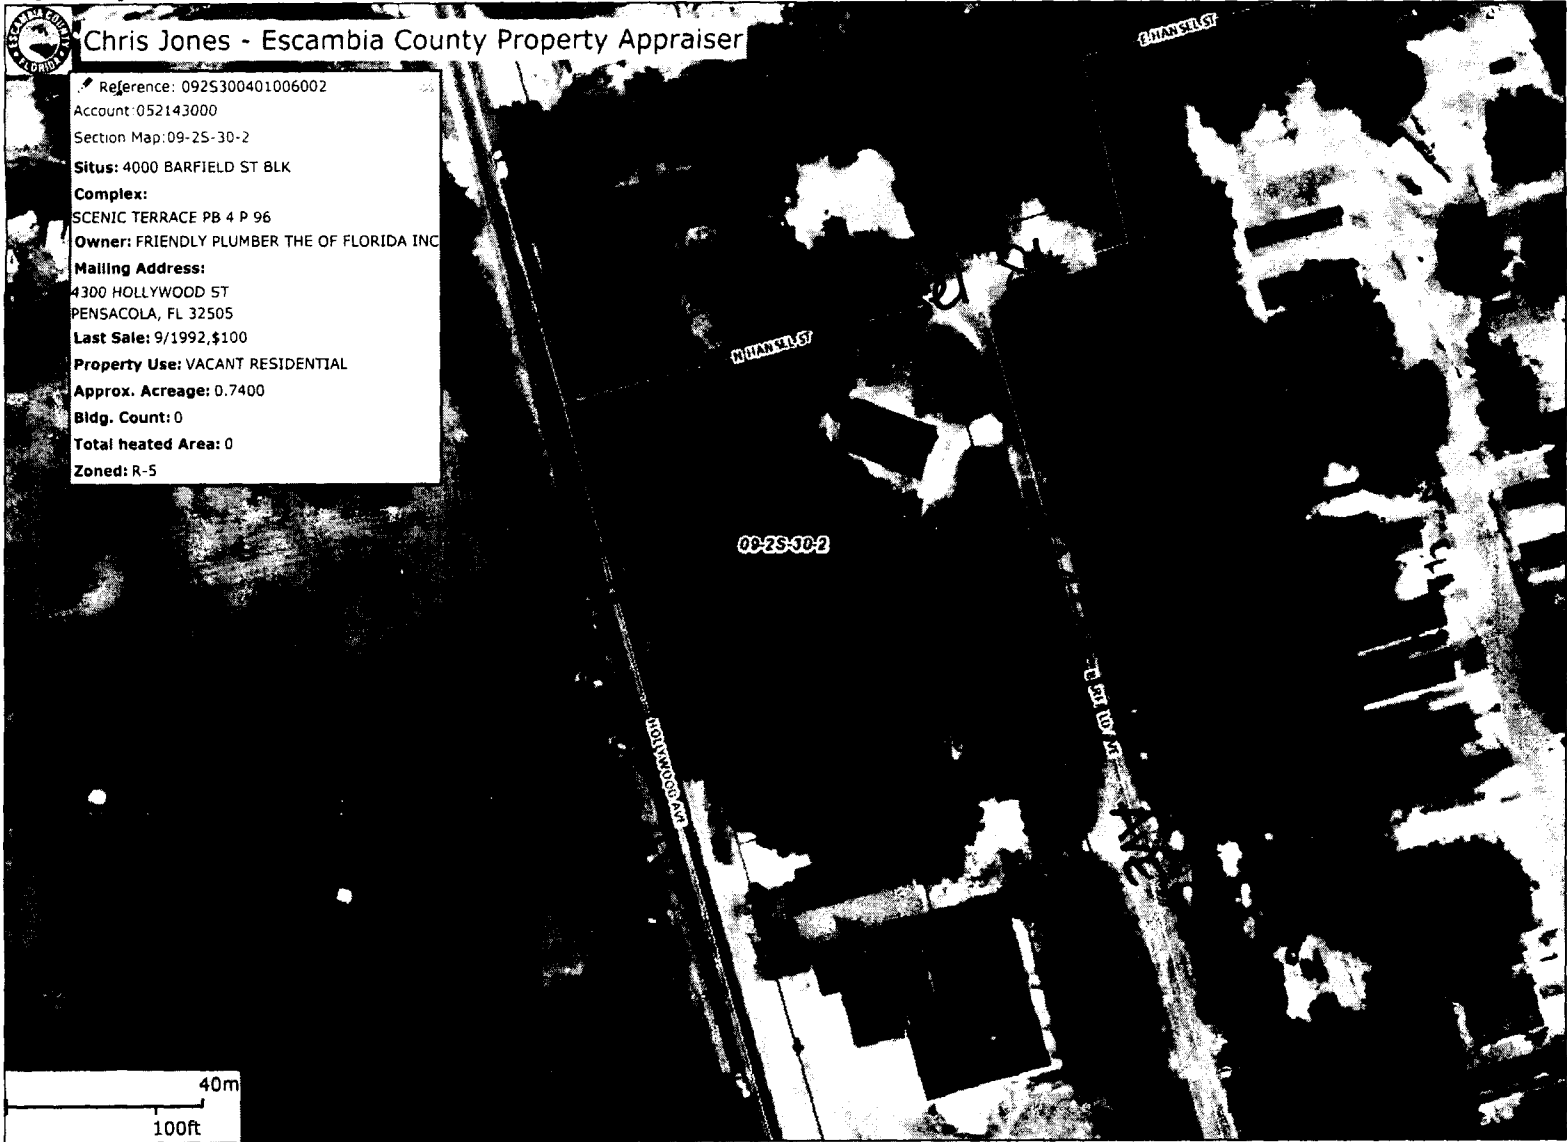 ESCAMBIA COUNTY
FLORIDA
Chris Jones - Escambia County Property Appraiser
Reference: 092S300401006002
Account:052143000
Section Map:09-2S-30-2
Situs: 4000 BARFIELD ST BLK
Complex:
SCENIC TERRACE PB 4 P 96
Owner: FRIENDLY PLUMBER THE OF FLORIDA INC
Mailing Address:
4300 HOLLYWOOD ST
PENSACOLA, FL 32505
Last Sale: 9/1992,$100
Property Use: VACANT RESIDENTIAL
Approx. Acreage: 0.7400
Bldg. Count: 0
Total heated Area: 0
Zoned: R-5
E HANSEL ST
N HANSEL ST
09-2S-30-2
HOLLYWOOD AVE
AVE
40m
100ft